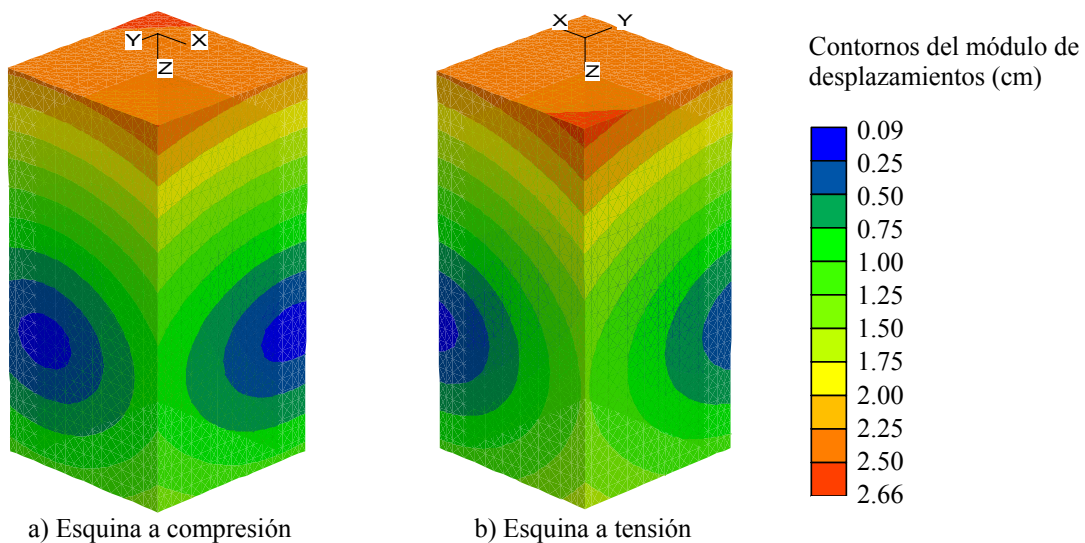 Y X
Z
X Y
Z
Contornos del módulo de
desplazamientos (cm)
0.09
0.25
0.50
0.75
1.00
1.25
1.50
1.75
2.00
2.25
2.50
2.66
a) Esquina a compresión
b) Esquina a tensión